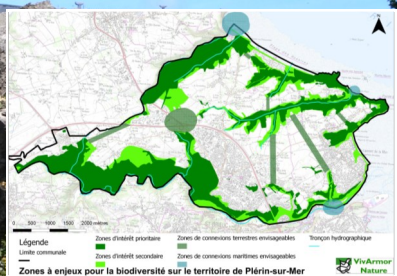 0 500 1000 1500 2000 mètres
Légende
Limite communale
Zones d'intérêt prioritaire
Zones d'intérêt secondaire
Zones de connexions terrestres envisageables
Zones de connexions maritimes envisageables
Tronçon hydrographique
Zones à enjeux pour la biodiversité sur le territoire de Plérin-sur-Mer
VivArmor
Nature